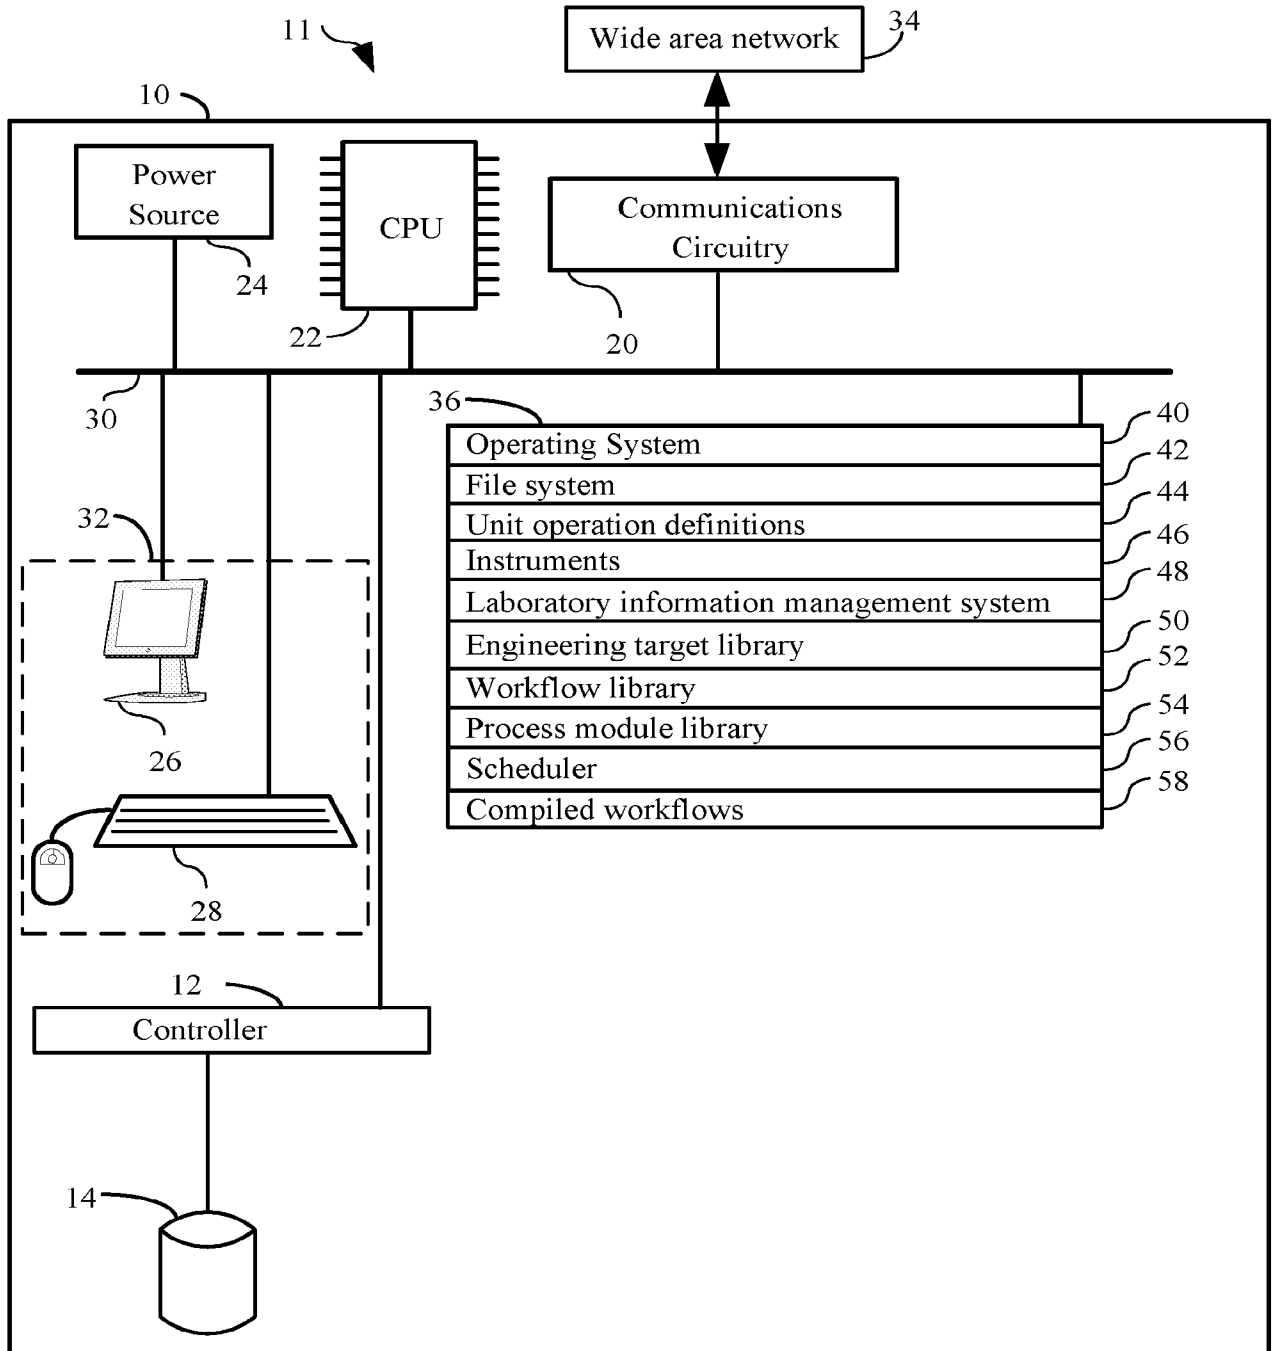 11
Wide area network
34
10
Power
Source
24
CPU
22
Communications
Circuitry
20
30
36
Operating System
40
File system
42
Unit operation definitions
44
Instruments
46
Laboratory information management system
48
Engineering target library
50
Workflow library
52
Process module library
54
Scheduler
56
Compiled workflows
58
32
26
28
12
Controller
14